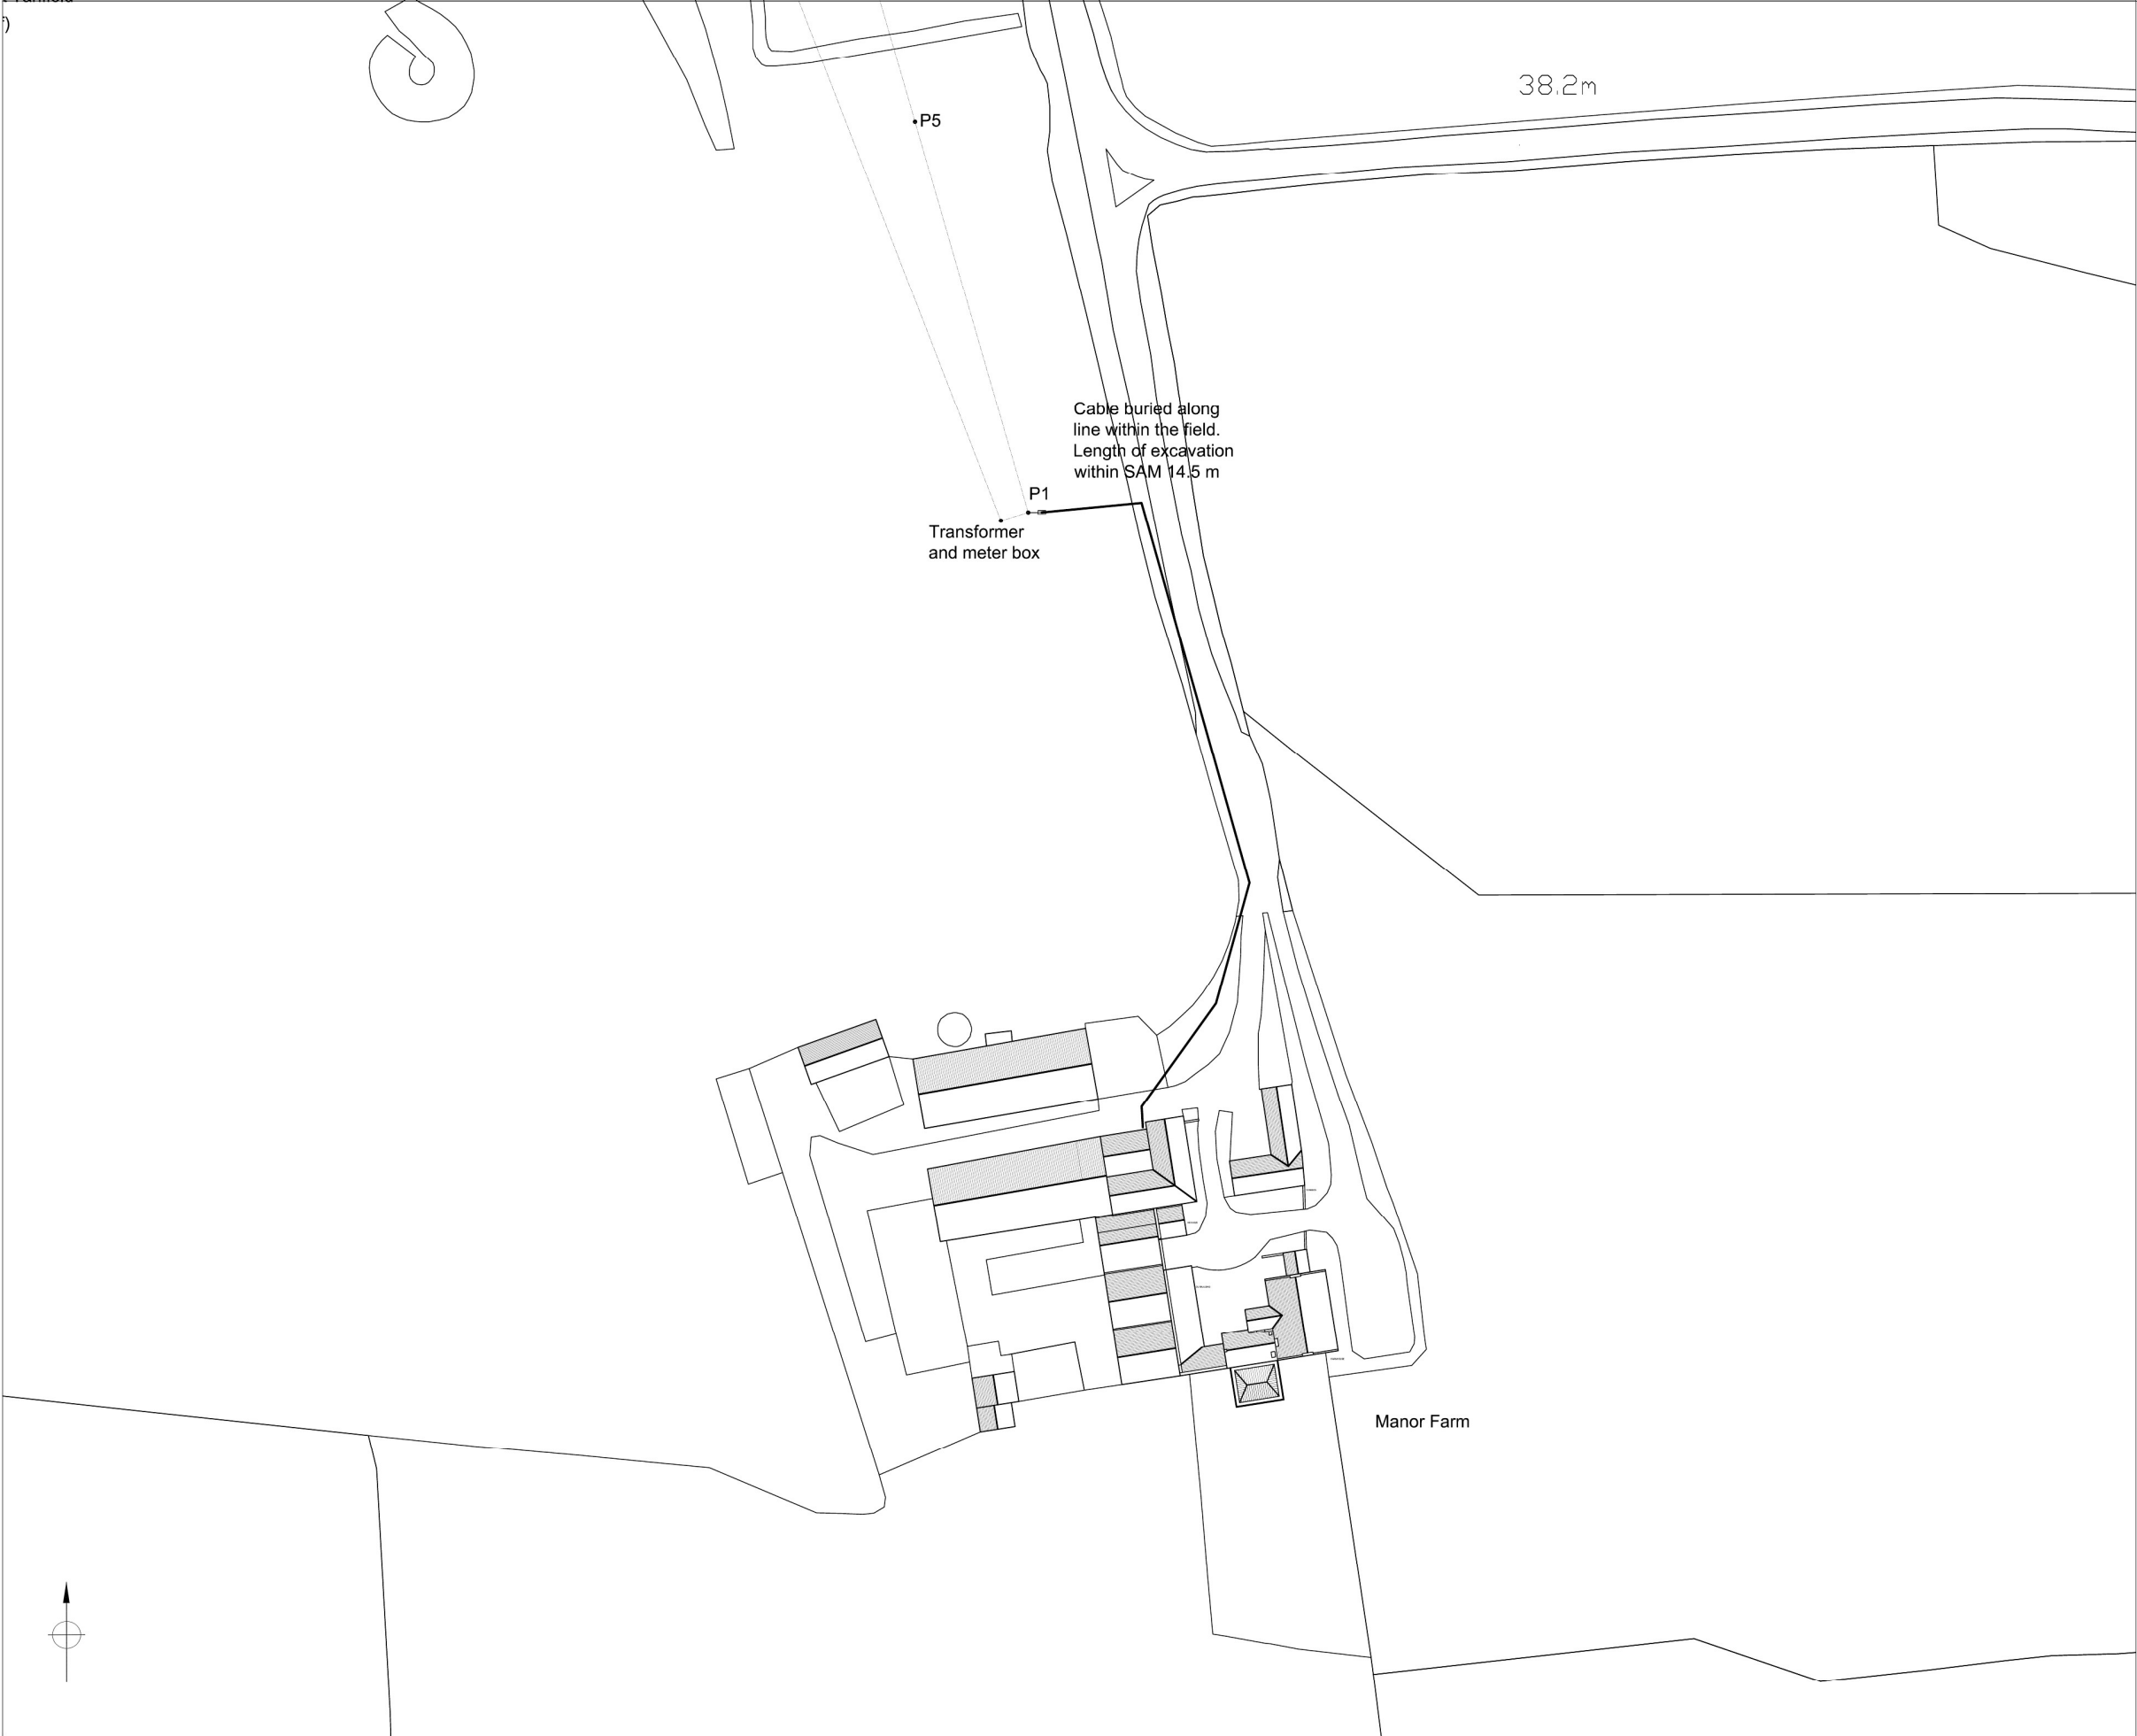 38.2m
P5
Cable buried along
line within the field.
Length of excavation
within SAM 14.5 m
P1
Transformer
and meter box
Manor Farm